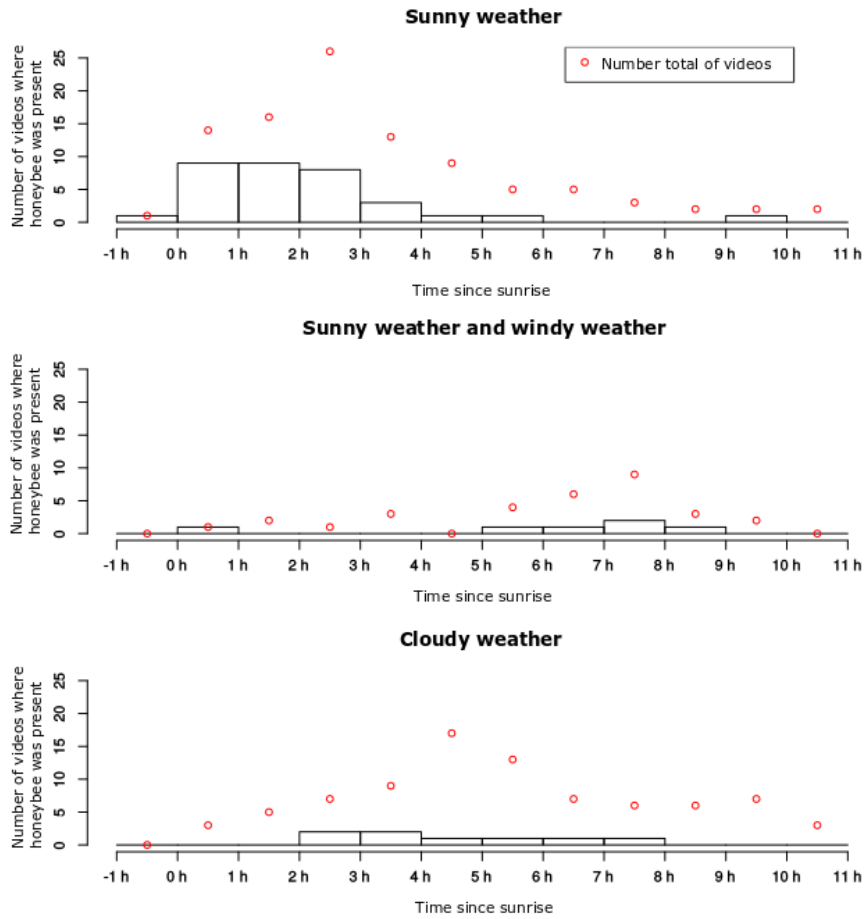 Sunny weather
Number total of videos
Number of videos where
honeybee was present
25
20
15
10
5
0
-1 h 0 h 1 h 2 h 3 h 4 h 5 h 6 h 7 h 8 h 9 h 10 h 11 h
Time since sunrise
Sunny weather and windy weather
Number of videos where
honeybee was present
25
20
15
10
5
0
-1 h 0 h 1 h 2 h 3 h 4 h 5 h 6 h 7 h 8 h 9 h 10 h 11 h
Time since sunrise
Cloudy weather
Number of videos where
honeybee was present
25
20
15
10
5
0
-1 h 0 h 1 h 2 h 3 h 4 h 5 h 6 h 7 h 8 h 9 h 10 h 11 h
Time since sunrise